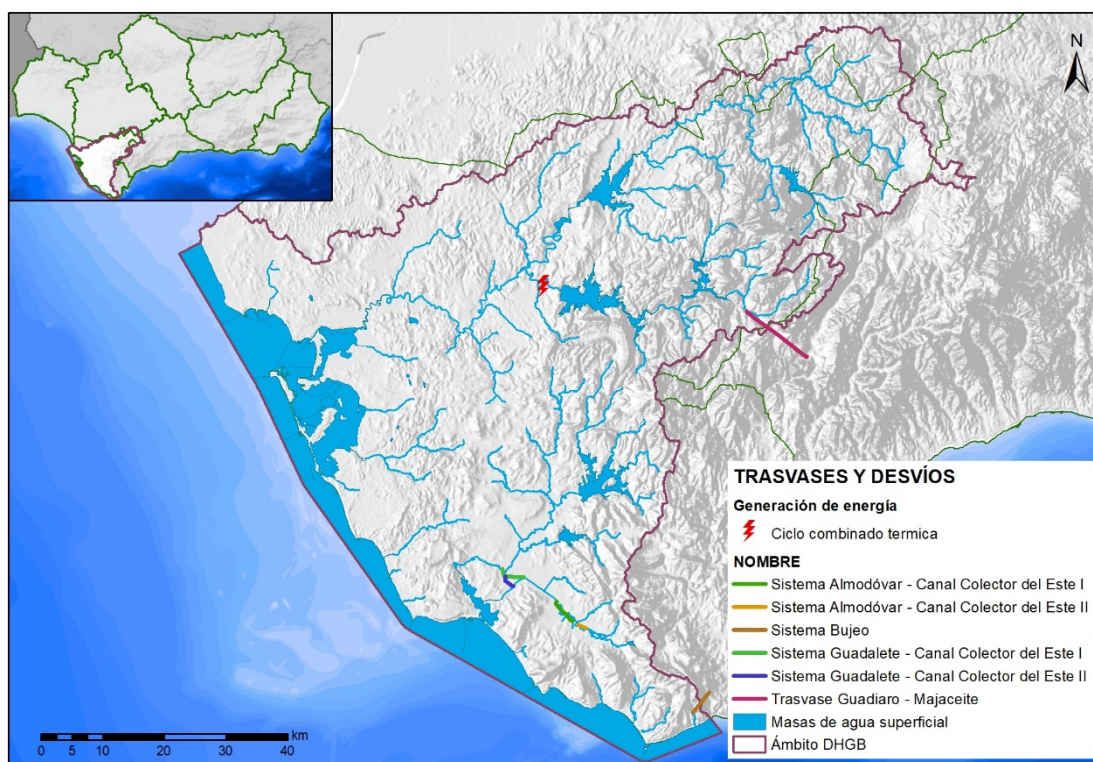 N
TRASVASES Y DESVÍOS
Generación de energía
Ciclo combinado termica
NOMBRE
Sistema Almodóvar - Canal Colector del Este I
Sistema Almodóvar - Canal Colector del Este II
Sistema Bujeo
Sistema Guadalete - Canal Colector del Este I
Sistema Guadalete - Canal Colector del Este II
Trasvase Guadiaro - Majaceite
Masas de agua superficial
Ámbito DHGB
km
0 5 10 20 30 40